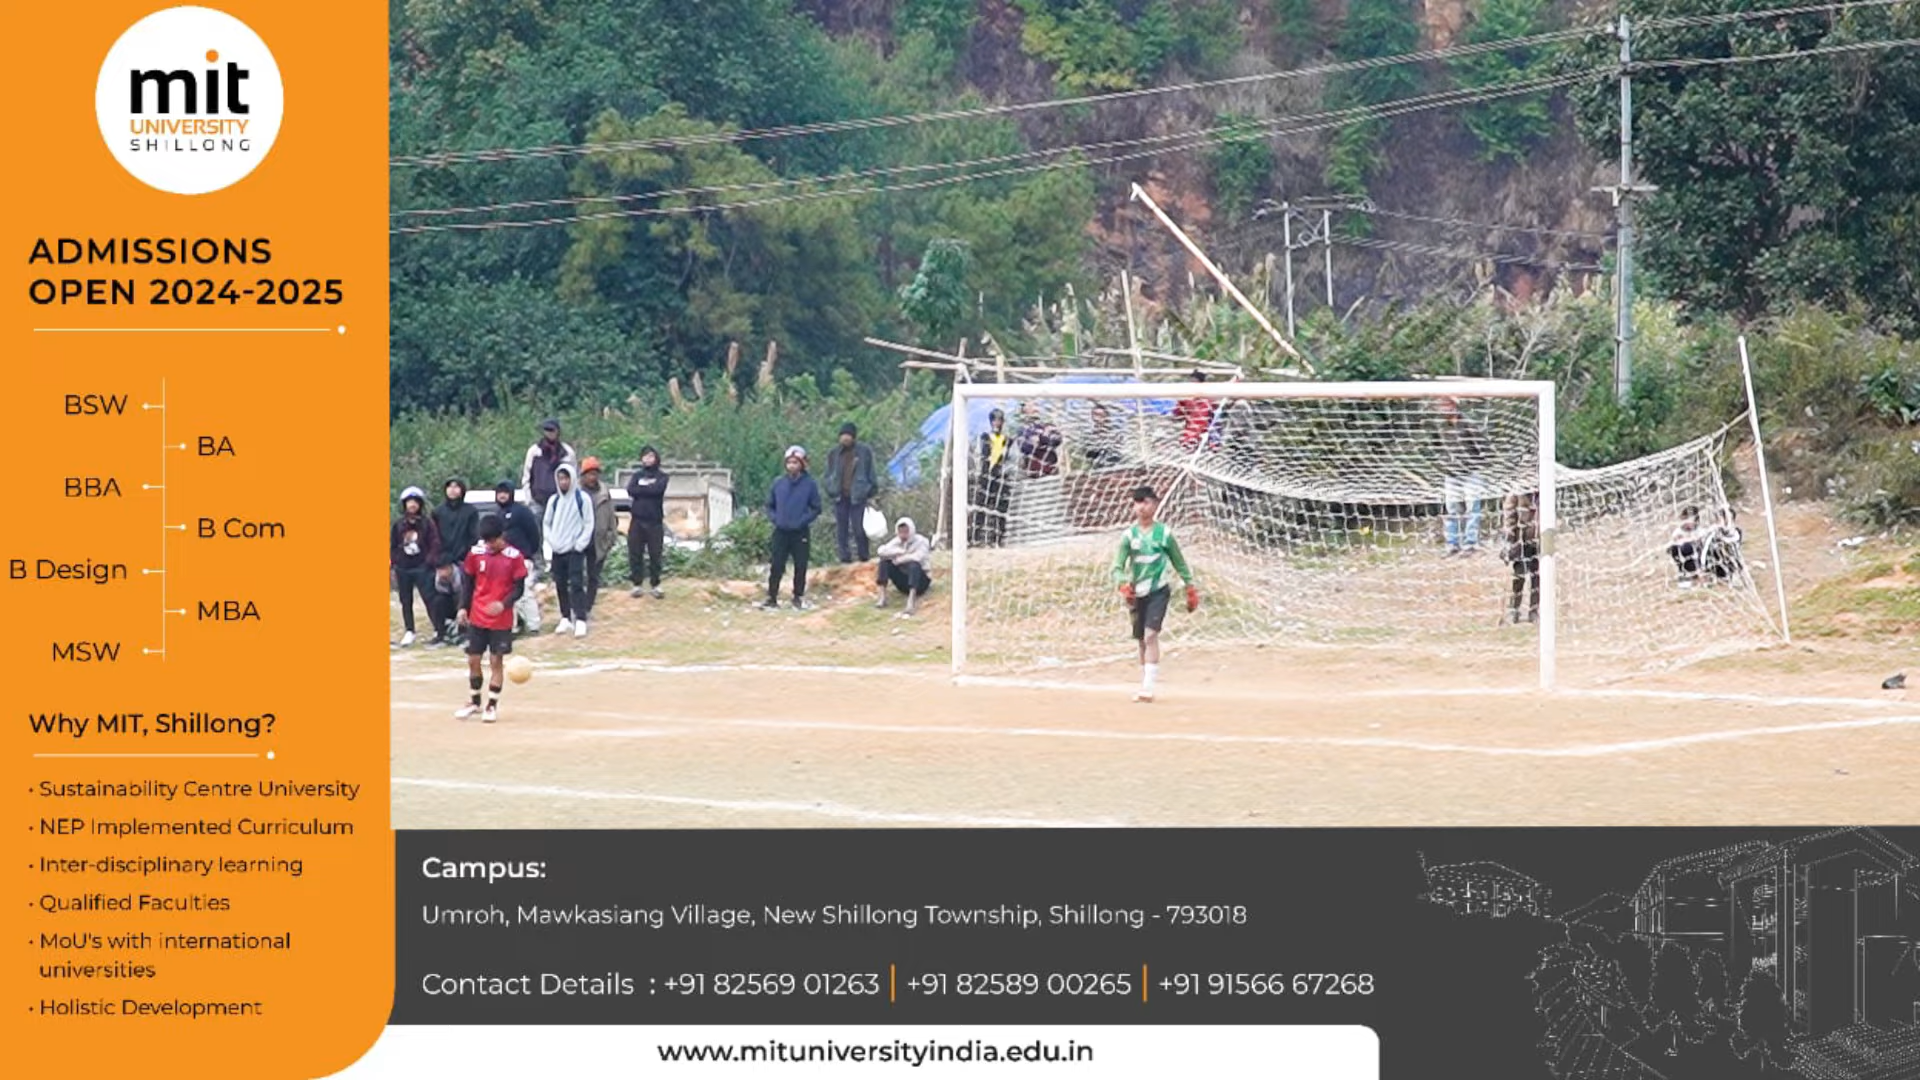 mit
UNIVERSITY
SHILLONG
ADMISSIONS
OPEN 2024-2025
BSW
BA
BBA
B Com
B Design
MBA
MSW
Why MIT, Shillong?
· Sustainability Centre University
· NEP Implemented Curriculum
· Inter-disciplinary learning
· Qualified Faculties
· MoU's with international
universities
· Holistic Development
Campus:
Umroh, Mawkasiang Village, New Shillong Township, Shillong - 793018
Contact Details : +91 82569 01263 | +91 82589 00265 | +91 91566 67268
www.mituniversityindia.edu.in